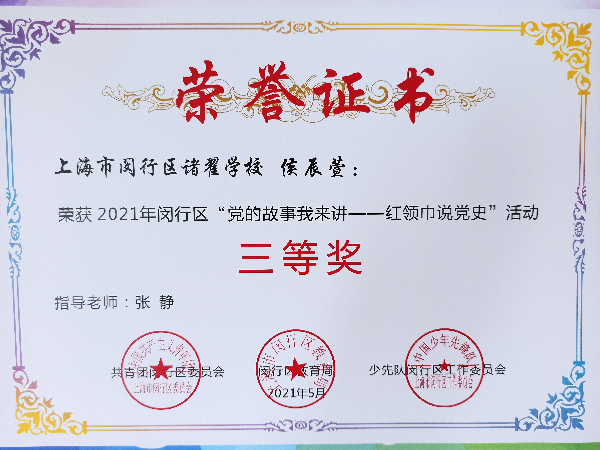 荣誉证书
上海市闵行区诸翟学校 侯辰萱：
荣获 2021年闵行区“党的故事我来讲——红领巾说党史”活动
三等奖
指导老师：张 静
共青团闵行区委员会 闵行区教育局 少先队闵行区工作委员会
2021年5月